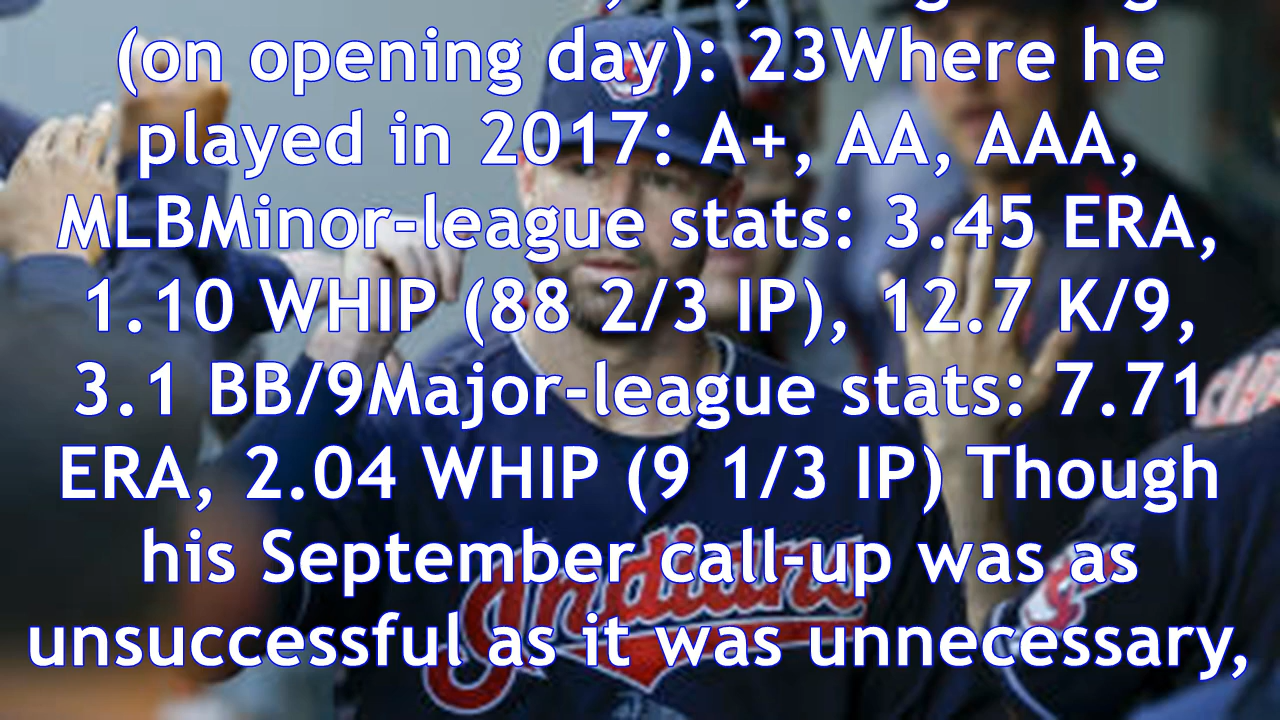 (on opening day): 23Where he
played in 2017: A+, AA, AAA,
MLBMinor-league stats: 3.45 ERA,
1.10 WHIP (88 2/3 IP), 12.7 K/9,
3.1 BB/9Major-league stats: 7.71
ERA, 2.04 WHIP (9 1/3 IP) Though
his September call-up was as
unsuccessful as it was unnecessary,
Indians